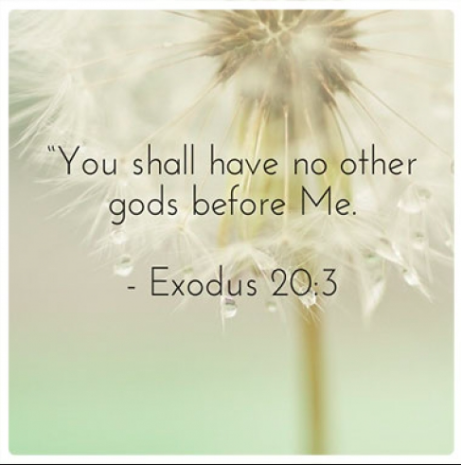 “You shall have no other
gods before Me.
- Exodus 20:3